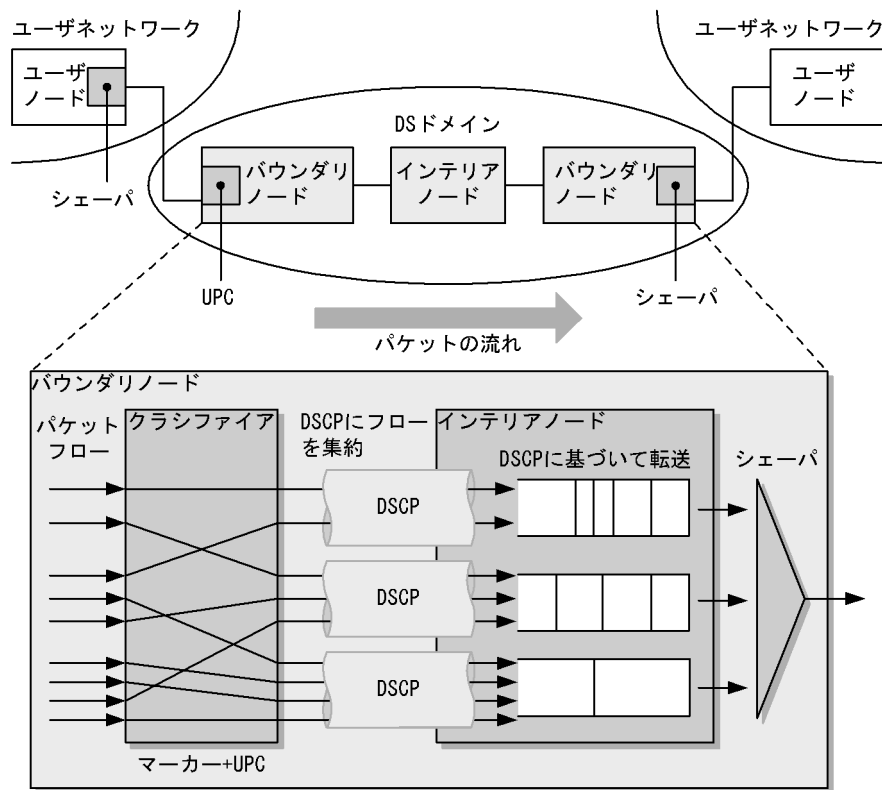 ユーザネットワーク
ユーザネットワーク
ユーザ
ノード
ユーザ
ノード
DSドメイン
バウンダリ
ノード
インテリア
ノード
バウンダリ
ノード
シェーパ
UPC
シェーパ
パケットの流れ
バウンダリノード
パケット
フロー
クラシファイア
DSCPにフロー
を集約
インテリアノード
DSCPに基づいて転送
シェーパ
DSCP
DSCP
DSCP
マーカー+UPC